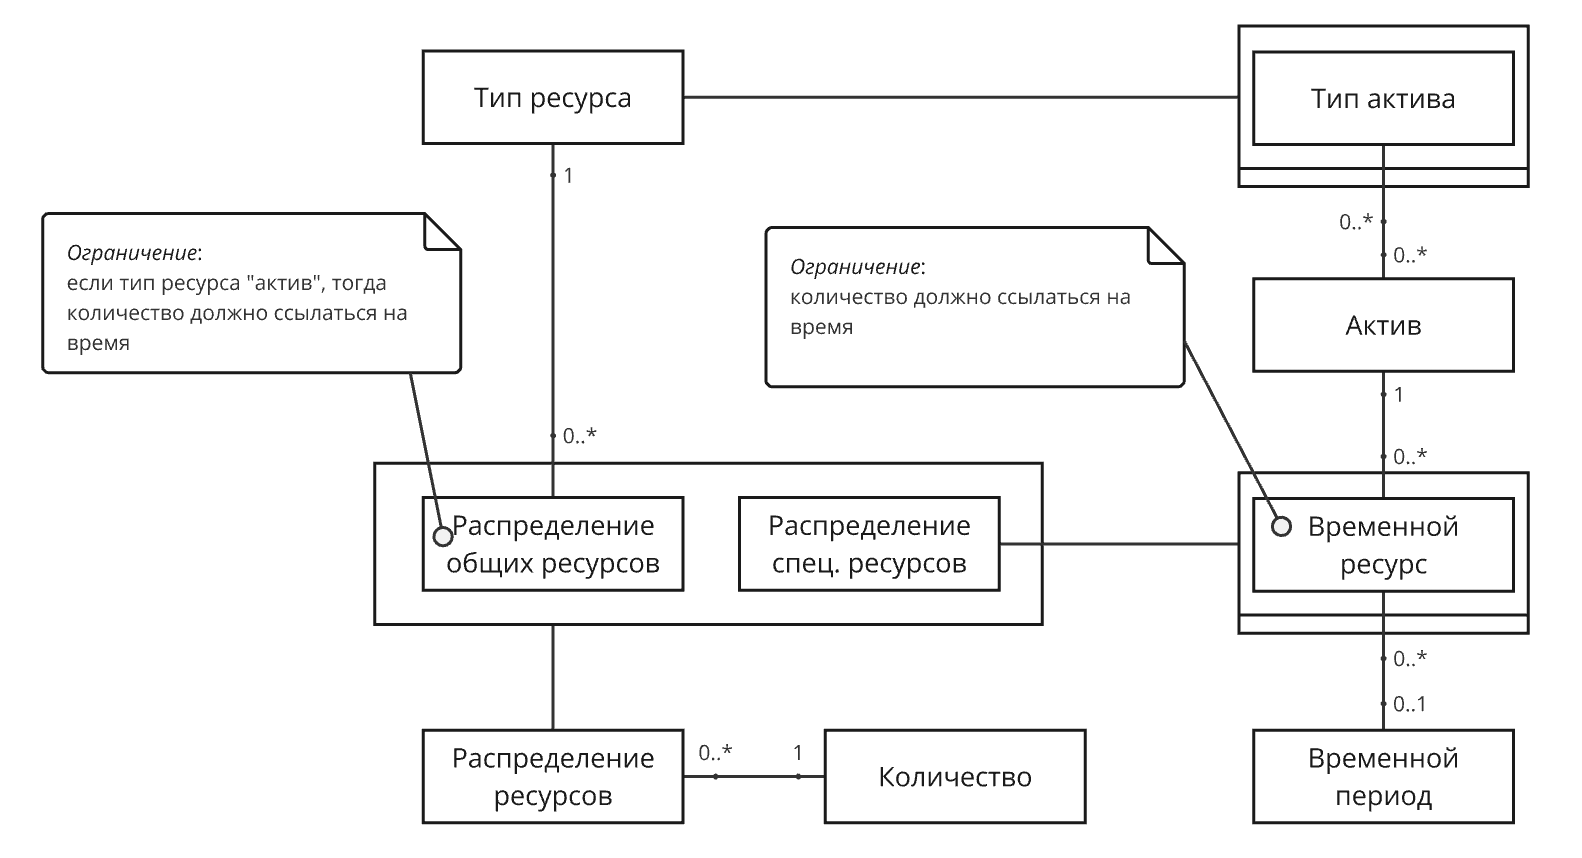 Тип ресурса
Тип актива
1
0..*
0..*
Ограничение:
если тип ресурса "актив", тогда
количество должно ссылаться на
время
Ограничение:
количество должно ссылаться на
время
Актив
1
0..*
0..*
Распределение
общих ресурсов
Распределение
спец. ресурсов
Временной
ресурс
0..*
0..1
Распределение
ресурсов
0..*
1
Количество
Временной
период